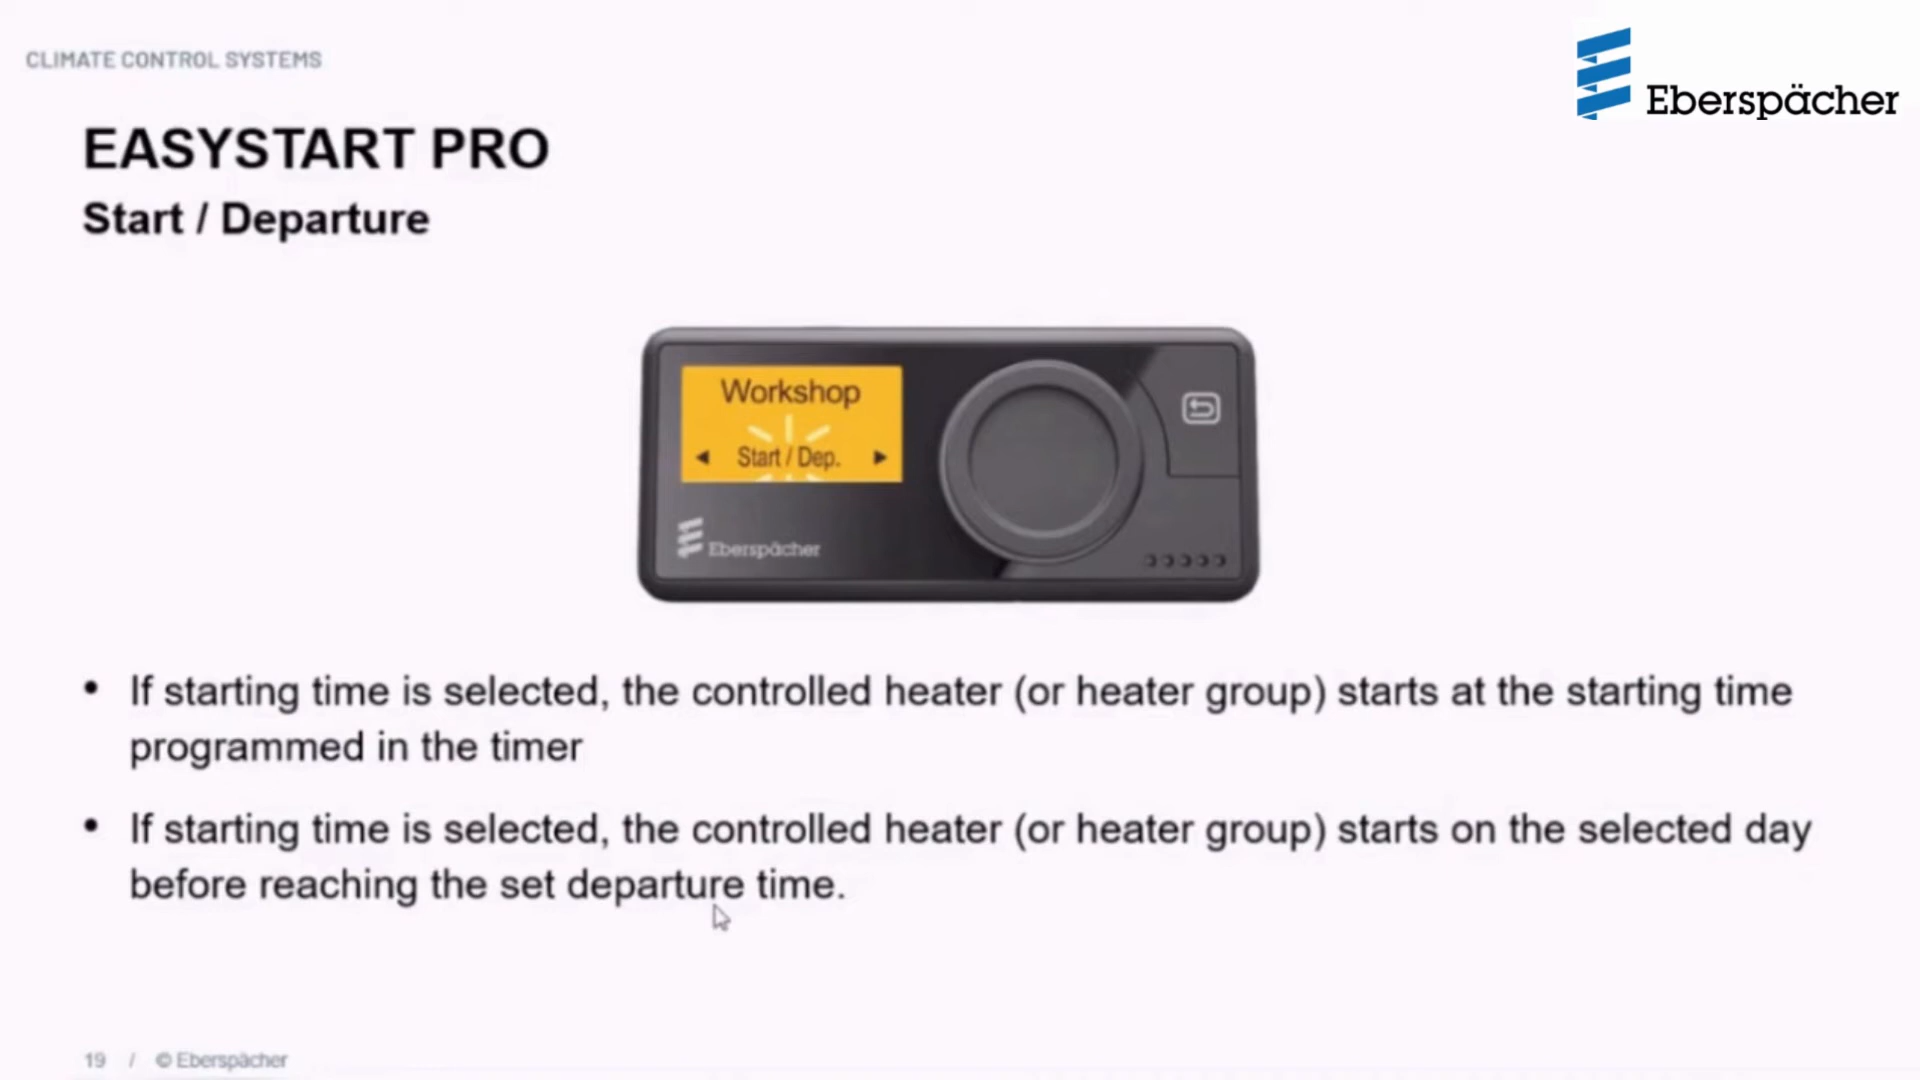 CLIMATE CONTROL SYSTEMS
Eberspächer
EASYSTART PRO
Start / Departure
Workshop
◄ Start / Dep. ►
Eberspächer
• If starting time is selected, the controlled heater (or heater group) starts at the starting time
programmed in the timer
• If starting time is selected, the controlled heater (or heater group) starts on the selected day
before reaching the set departure time.
19 / © Eberspächer